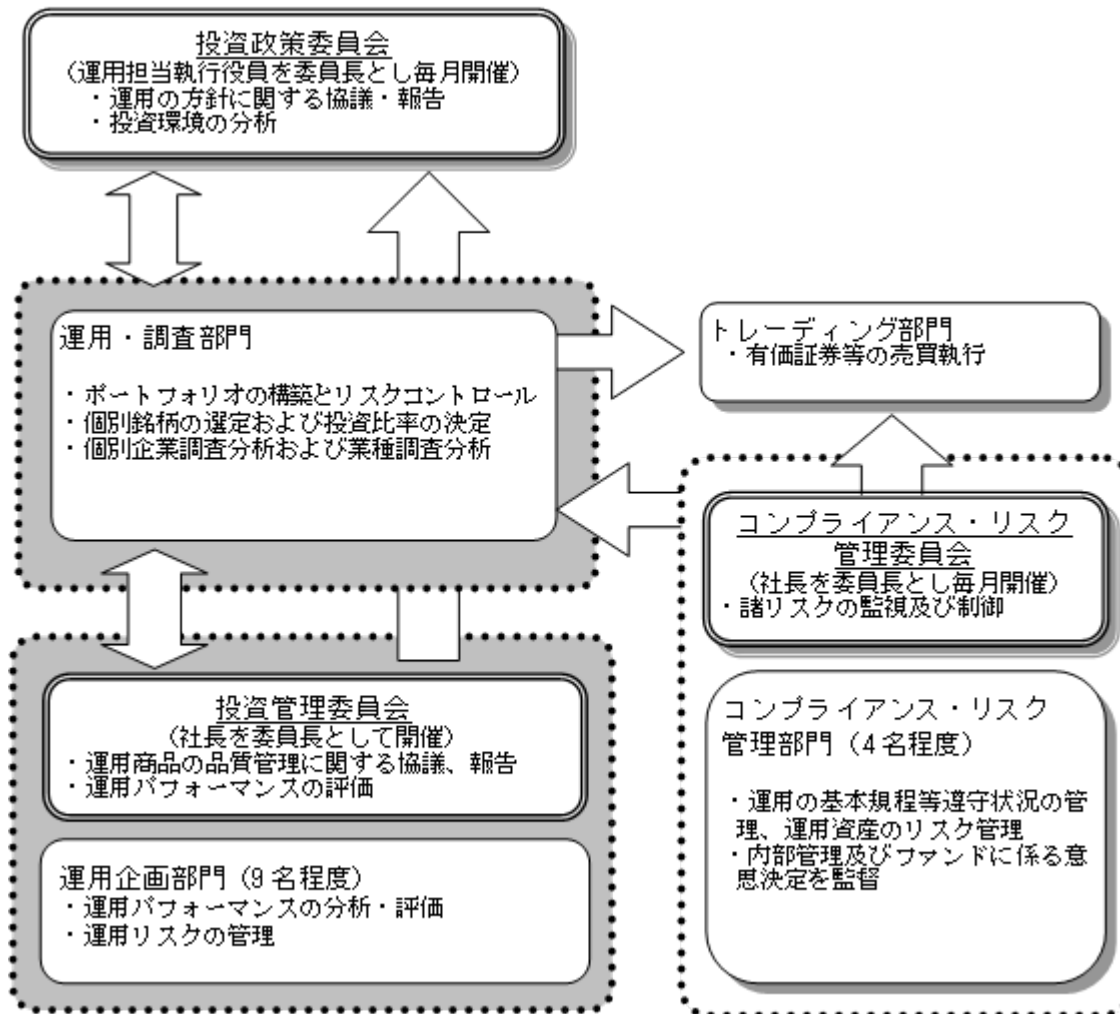 投資政策委員会
（運用担当執行役員を委員長とし毎月開催）
・運用の方針に関する協議・報告
・投資環境の分析
運用・調査部門
・ポートフォリオの構築とリスクコントロール
・個別銘柄の選定および投資比率の決定
・個別企業調査分析および業種調査分析
トレーディング部門
・有価証券等の売買執行
コンプライアンス・リスク
管理委員会
（社長を委員長とし毎月開催）
・諸リスクの監視及び制御
投資管理委員会
（社長を委員長として開催）
・運用商品の品質管理に関する協議、報告
・運用パフォーマンスの評価
運用企画部門（9名程度）
・運用パフォーマンスの分析・評価
・運用リスクの管理
コンプライアンス・リスク
管理部門（4名程度）
・運用の基本規程等遵守状況の管
理、運用資産のリスク管理
・内部管理及びファンドに係る意
思決定を監督